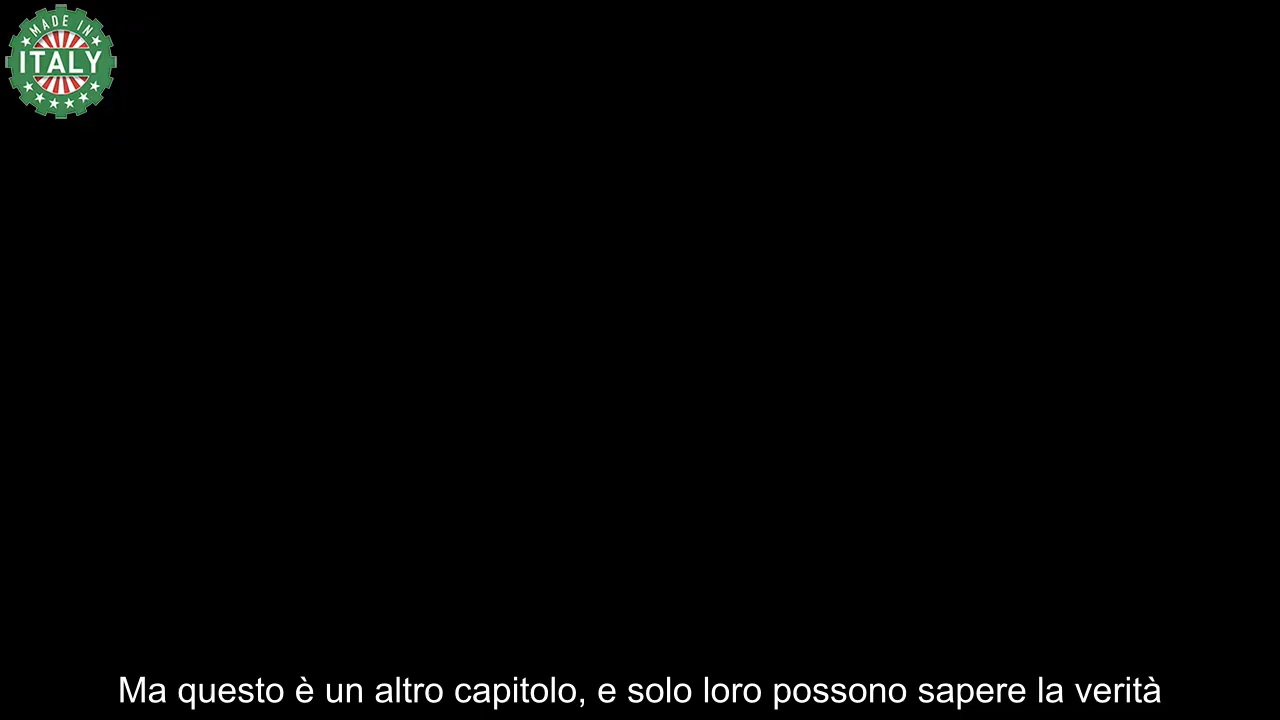 MADE IN
ITALY
Ma questo è un altro capitolo, e solo loro possono sapere la verità